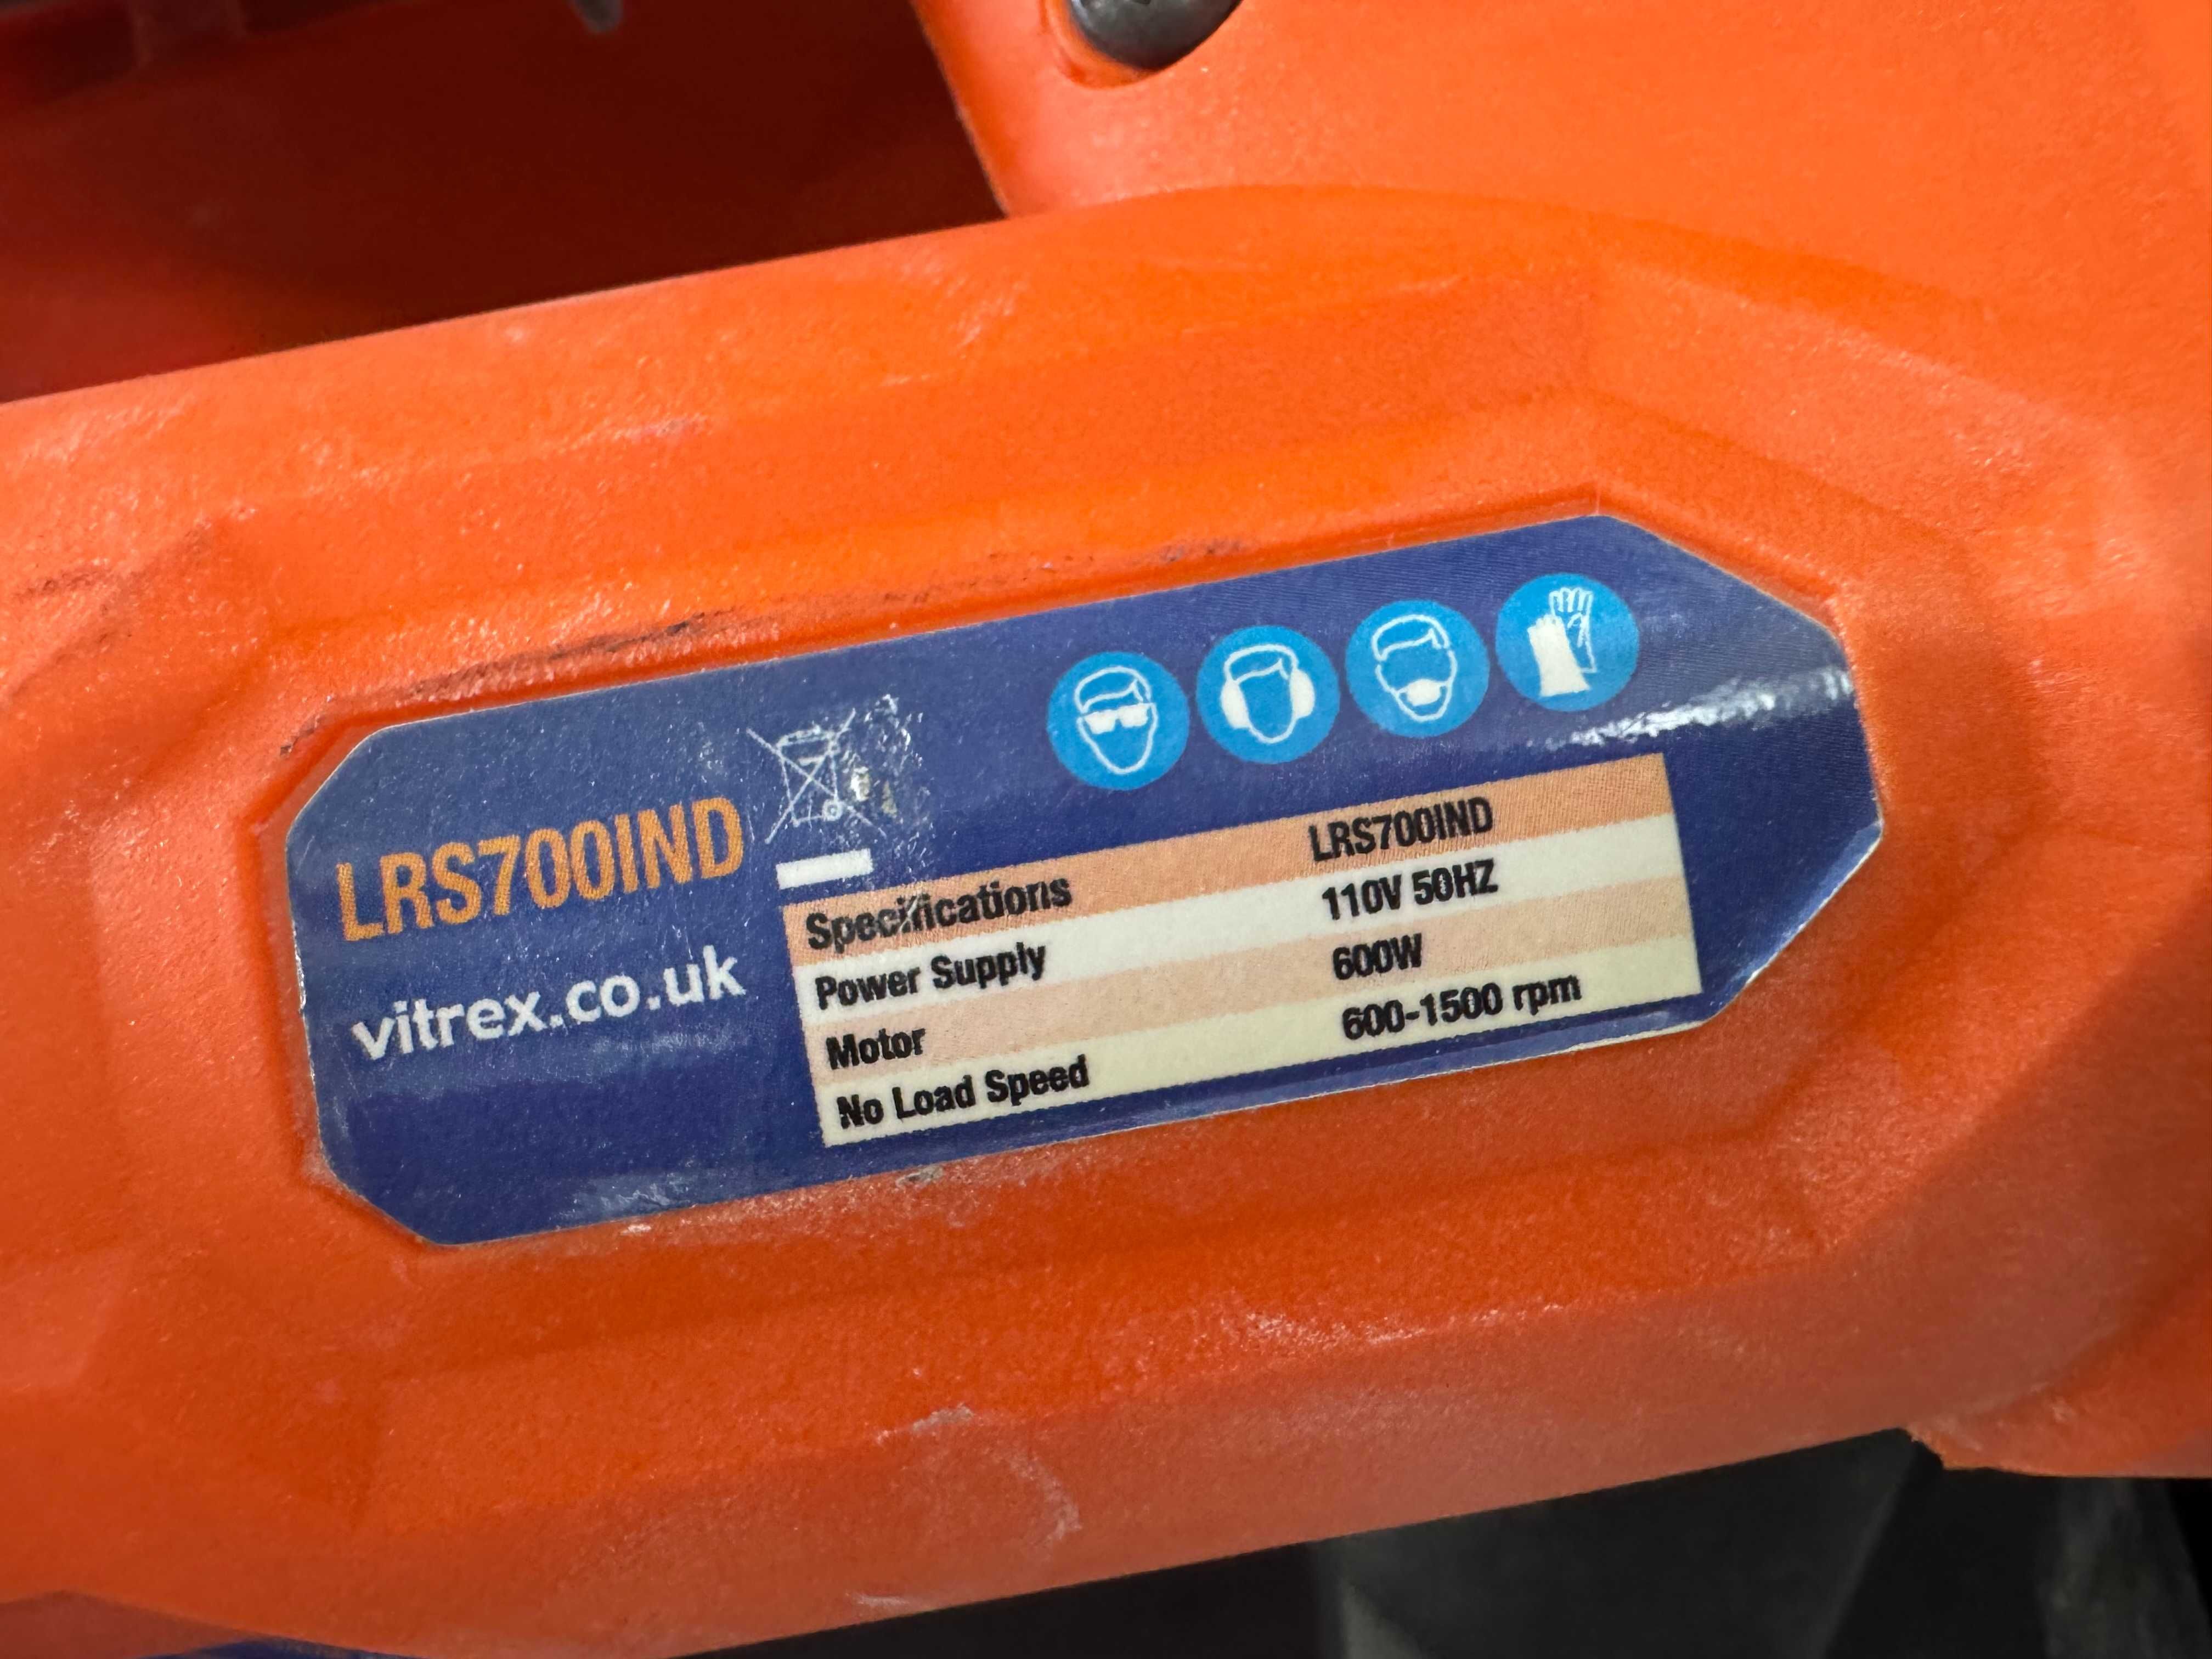 LRS700IND
vitrex.co.uk
Specifications LRS700IND
Power Supply 110V 50HZ
Motor 600W
No Load Speed 600-1500 rpm